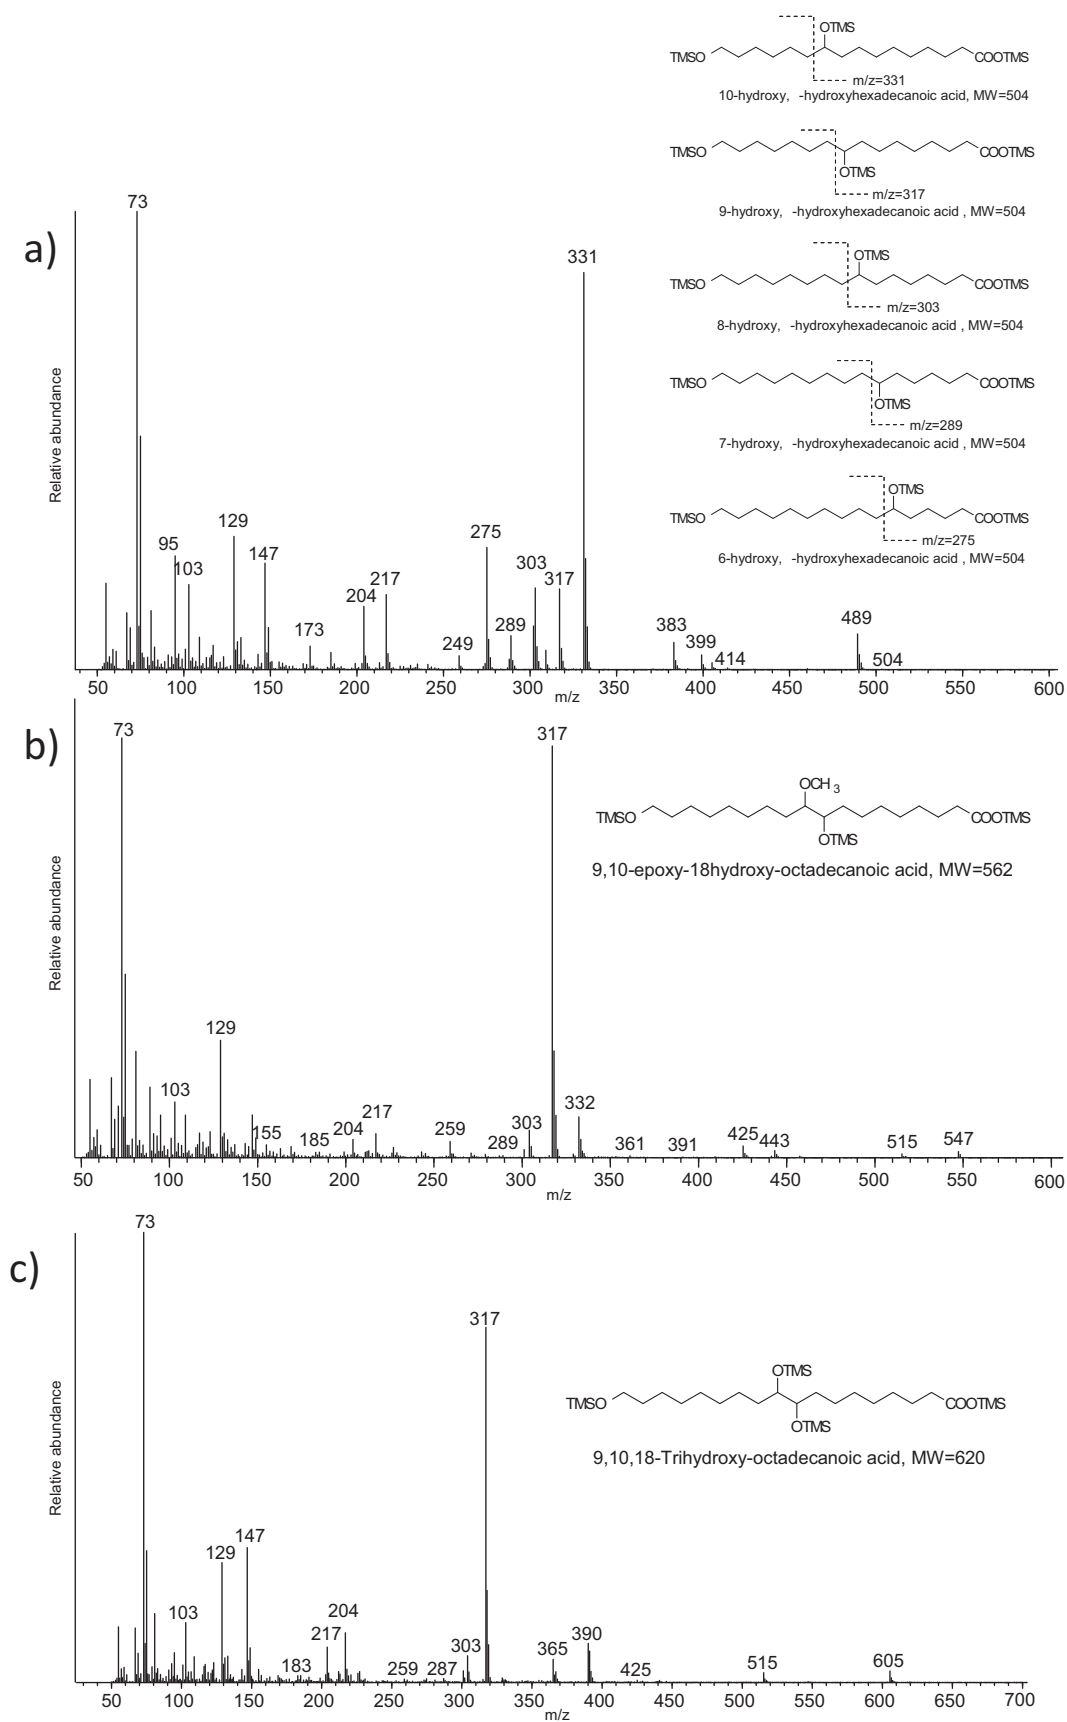 OTMS
TMSO
COOTMS
m/z=331
10-hydroxy, -hydroxyhexadecanoic acid, MW=504
TMSO
COOTMS
OTMS
m/z=317
9-hydroxy, -hydroxyhexadecanoic acid , MW=504
OTMS
TMSO
COOTMS
m/z=303
8-hydroxy, -hydroxyhexadecanoic acid , MW=504
TMSO
COOTMS
OTMS
m/z=289
7-hydroxy, -hydroxyhexadecanoic acid , MW=504
OTMS
TMSO
COOTMS
m/z=275
6-hydroxy, -hydroxyhexadecanoic acid , MW=504
a)
Relative abundance
73
95
103
129
147
173
204
217
249
275
289
303
317
331
383
399
414
489
504
50 100 150 200 250 300 350 400 450 500 550 600
m/z
b)
Relative abundance
73
103
129
155
185
204
217
259
289
303
317
332
361
391
425
443
515
547
OCH3
TMSO
COOTMS
OTMS
9,10-epoxy-18hydroxy-octadecanoic acid, MW=562
50 100 150 200 250 300 350 400 450 500 550 600
m/z
c)
Relative abundance
73
103
129
147
183
217
204
259
287
303
317
365
390
425
515
605
OTMS
TMSO
COOTMS
OTMS
9,10,18-Trihydroxy-octadecanoic acid, MW=620
50 100 150 200 250 300 350 400 450 500 550 600 650 700
m/z